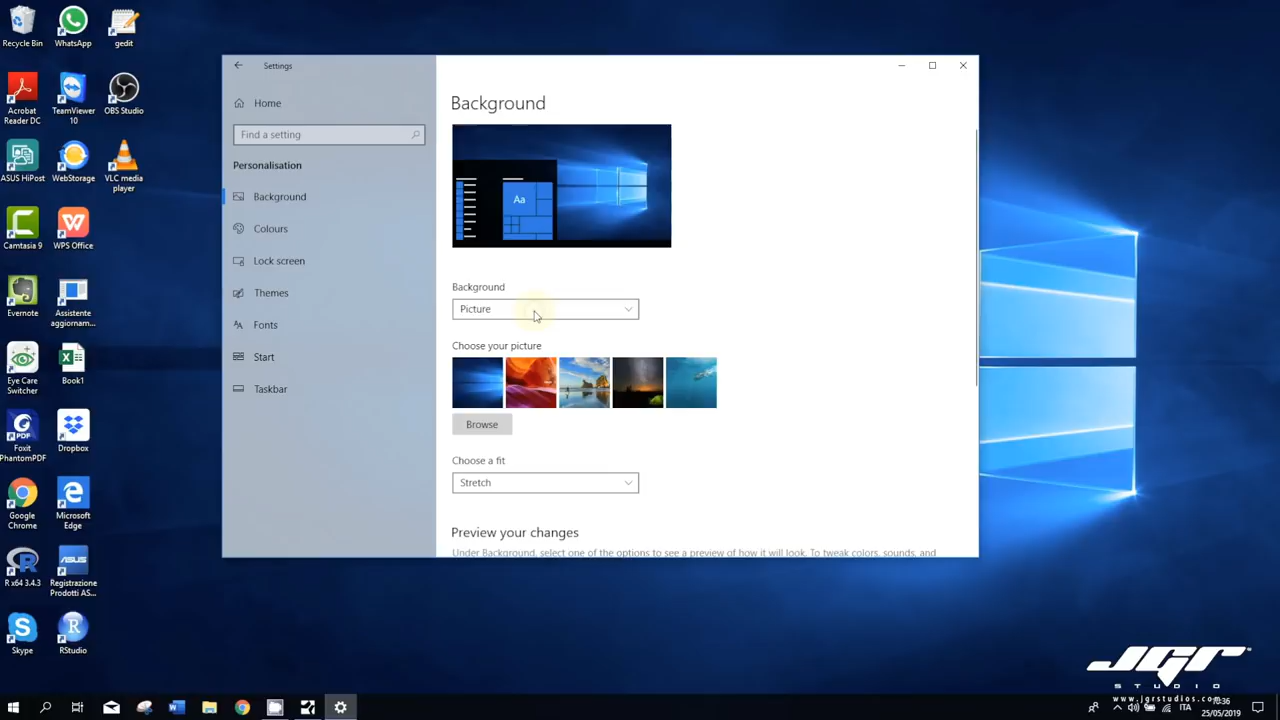 Recycle Bin
WhatsApp
gedit
Acrobat
Reader DC
TeamViewer
10
OBS Studio
ASUS HiPost
WebStorage
VLC media
player
Camtasia 9
WPS Office
Evernote
Assistente
aggiornam...
Eye Care
Switcher
Book1
Foxit
PhantomPDF
Dropbox
Google
Chrome
Microsoft
Edge
R x64 3.4.3
Registrazione
Prodotti AS...
Skype
RStudio
Settings
Home
Find a setting
Personalisation
Background
Colours
Lock screen
Themes
Fonts
Start
Taskbar
Background
Aa
Background
Picture
Choose your picture
Browse
Choose a fit
Stretch
Preview your changes
Under Background, select one of the options to see a preview of how it will look. To tweak colors, sounds, and
JGR
STUDIO
www.jgrstudios.com
ITA
10:36
25/05/2019